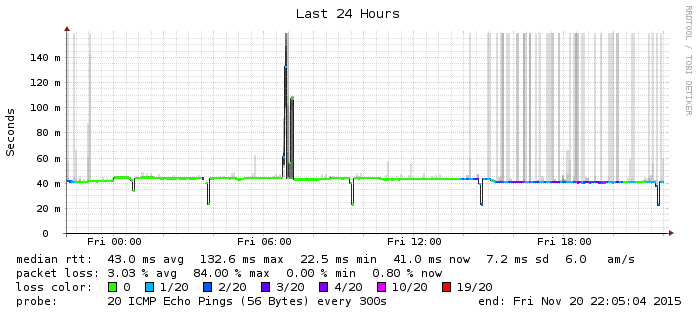 Last 24 Hours
RRDTOOL / TOBI OETIKER
Seconds
140 m
120 m
100 m
80 m
60 m
40 m
20 m
0
Fri 00:00 Fri 06:00 Fri 12:00 Fri 18:00
median rtt: 43.0 ms avg 132.6 ms max 22.5 ms min 41.0 ms now 7.2 ms sd 6.0 am/s
packet loss: 3.03 % avg 84.00 % max 0.00 % min 0.80 % now
loss color: 0 1/20 2/20 3/20 4/20 10/20 19/20
probe: 20 ICMP Echo Pings (56 Bytes) every 300s end: Fri Nov 20 22:05:04 2015